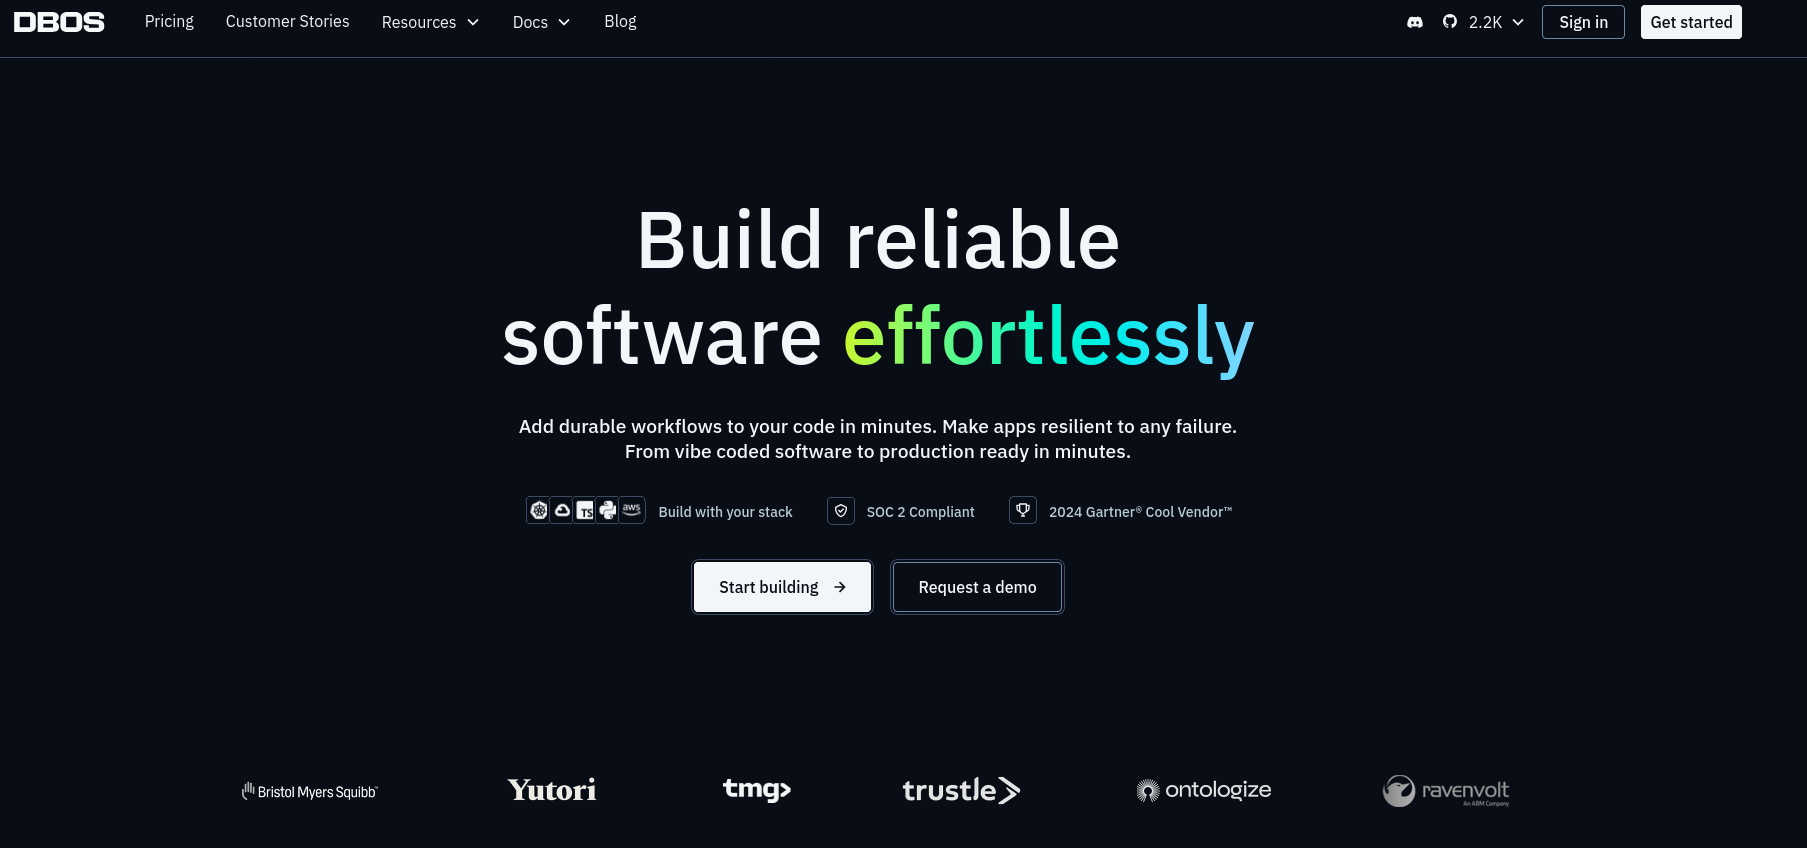 DBOS
Pricing
Customer Stories
Resources
Docs
Blog
2.2K
Sign in
Get started
Build reliable
software effortlessly
Add durable workflows to your code in minutes. Make apps resilient to any failure.
From vibe coded software to production ready in minutes.
TS
aws
Build with your stack
SOC 2 Compliant
2024 Gartner® Cool Vendor™
Start building
Request a demo
Bristol Myers Squibb™
Yutori
tmg
trustle
ontologize
ravenvolt
An ABM Company